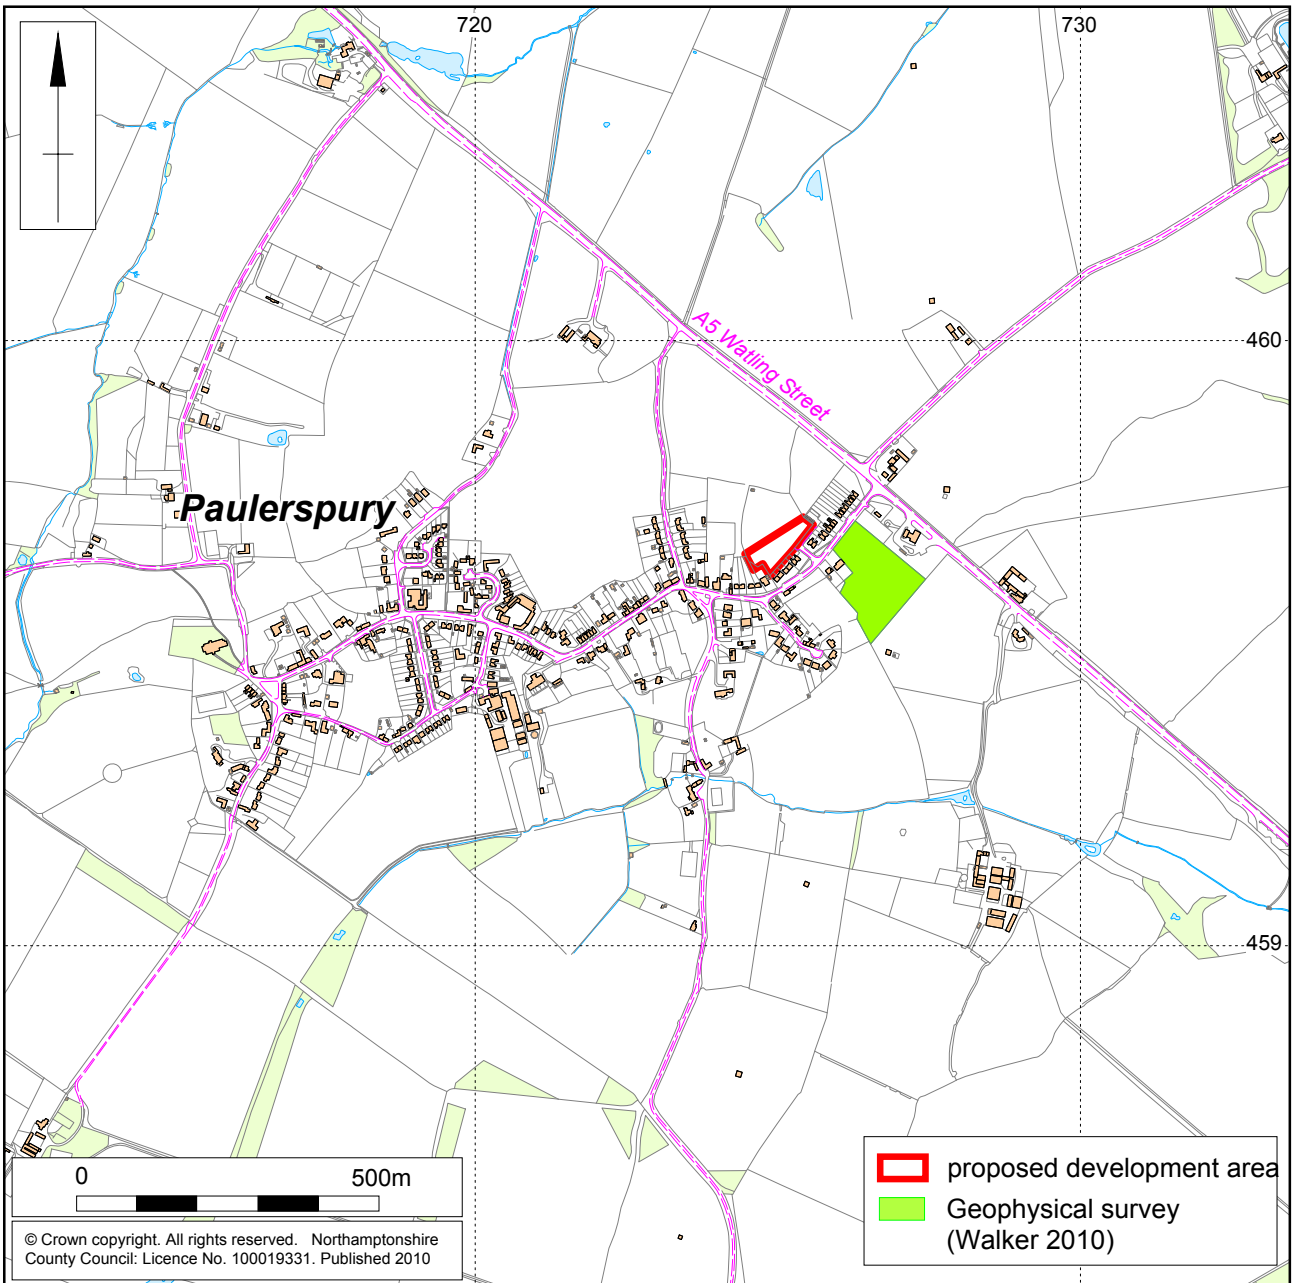 720
730
A5 Watling Street
460
Paulerspury
459
0 500m
© Crown copyright. All rights reserved. Northamptonshire
County Council: Licence No. 100019331. Published 2010
proposed development area
Geophysical survey
(Walker 2010)